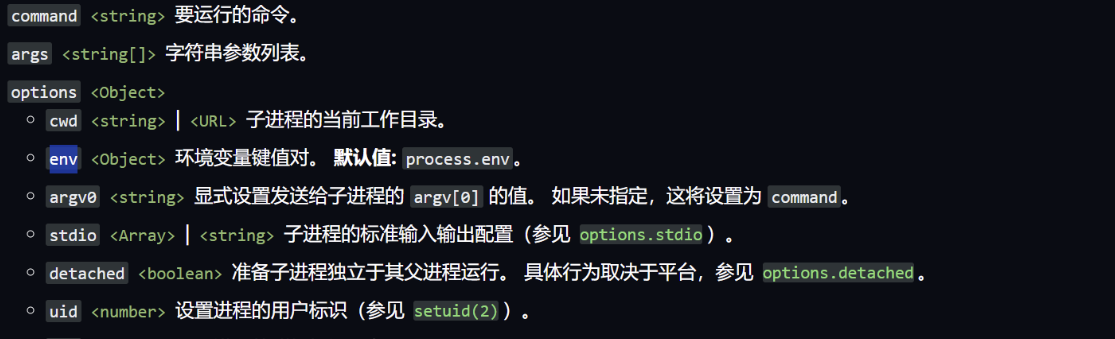 command <string> 要运行的命令。
args <string[]> 字符串参数列表。
options <Object>
cwd <string> | <URL> 子进程的当前工作目录。
env <Object> 环境变量键值对。 默认值: process.env。
argv0 <string> 显式设置发送给子进程的 argv[0] 的值。 如果未指定，这将设置为 command。
stdio <Array> | <string> 子进程的标准输入输出配置（参见 options.stdio）。
detached <boolean> 准备子进程独立于其父进程运行。 具体行为取决于平台，参见 options.detached。
uid <number> 设置进程的用户标识（参见 setuid(2)）。